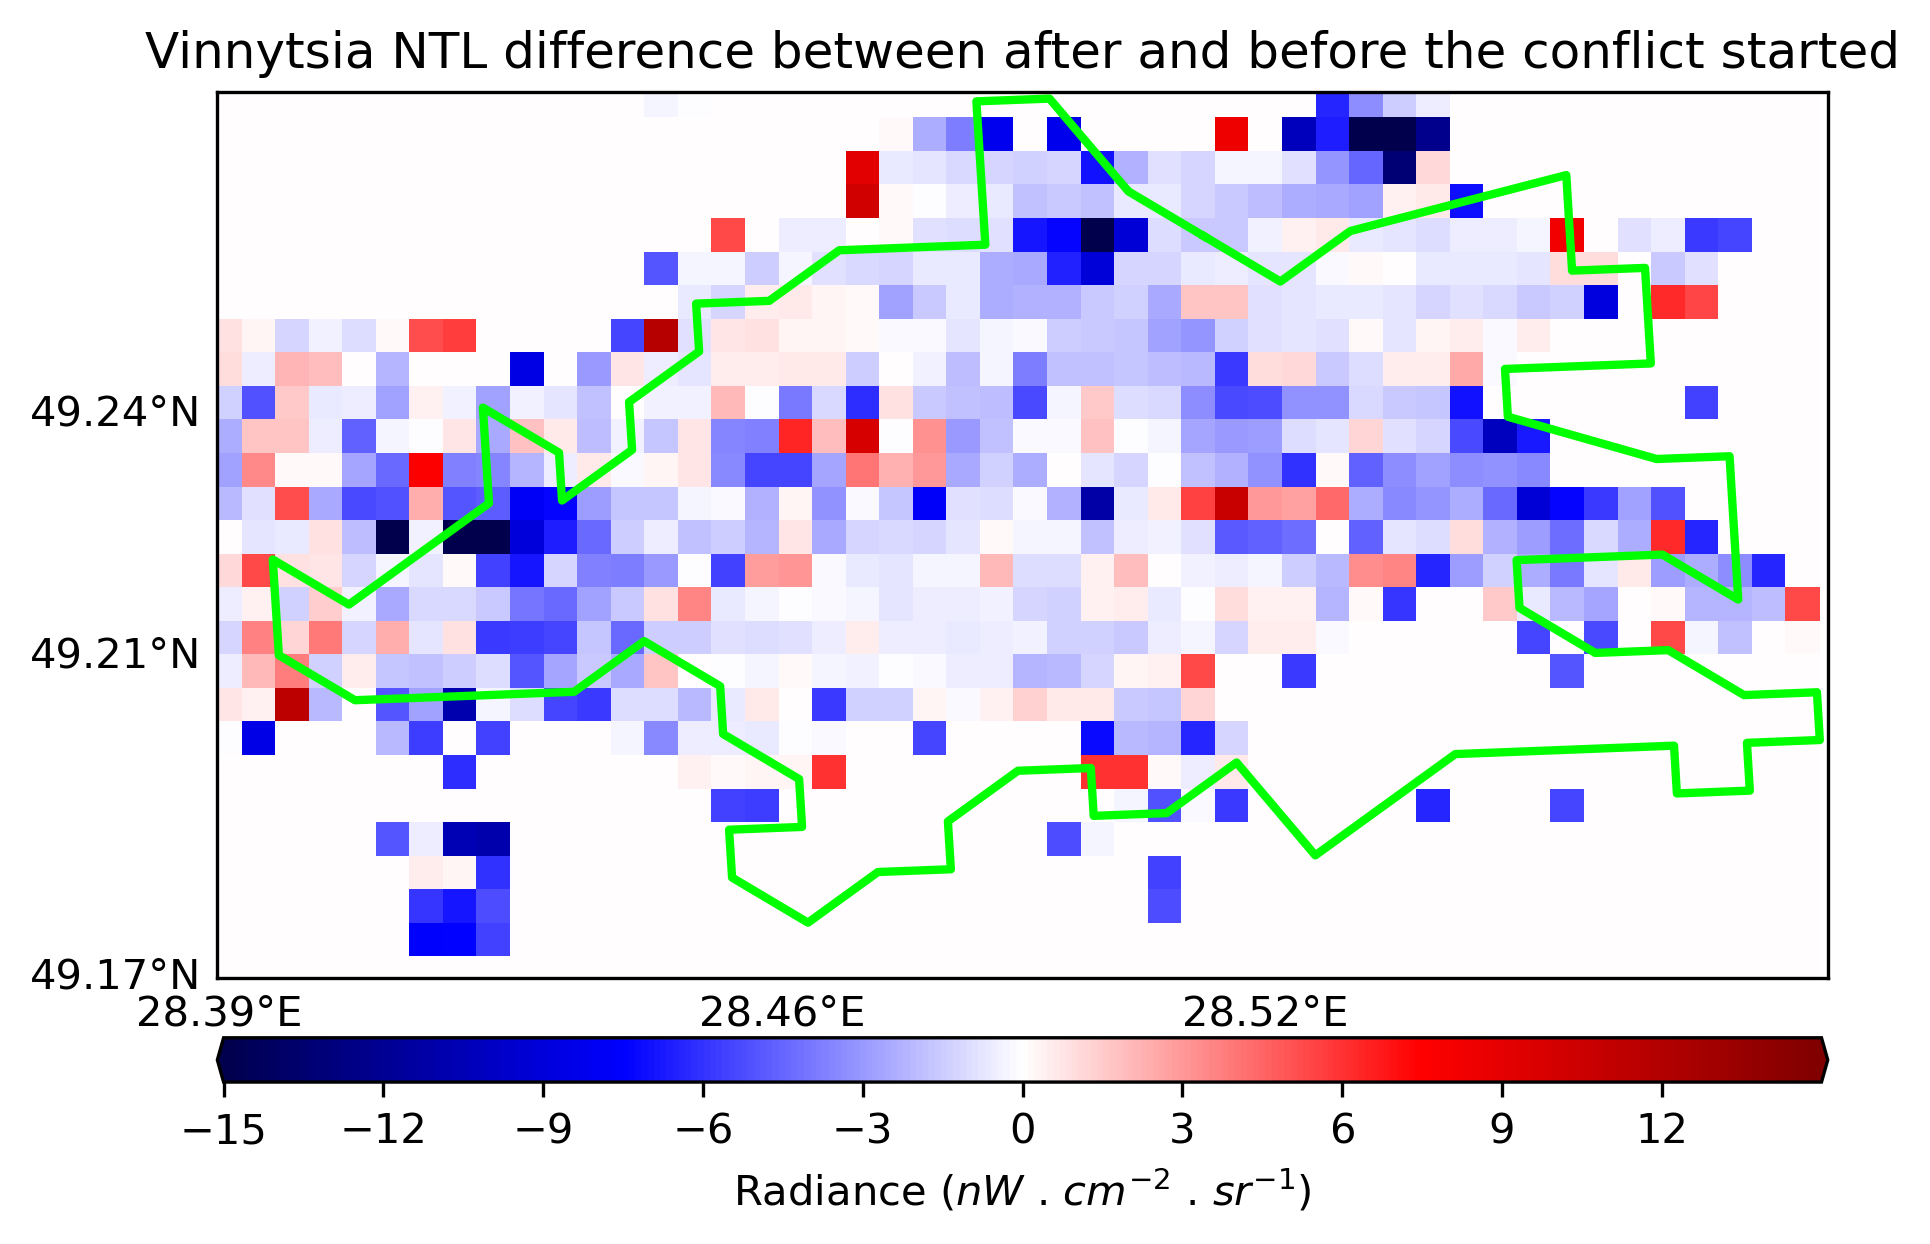 Vinnytsia NTL difference between after and before the conflict started
49.24°N
49.21°N
49.17°N
28.39°E 28.46°E 28.52°E
−15 −12 −9 −6 −3 0 3 6 9 12
Radiance (nW . cm⁻² . sr⁻¹)